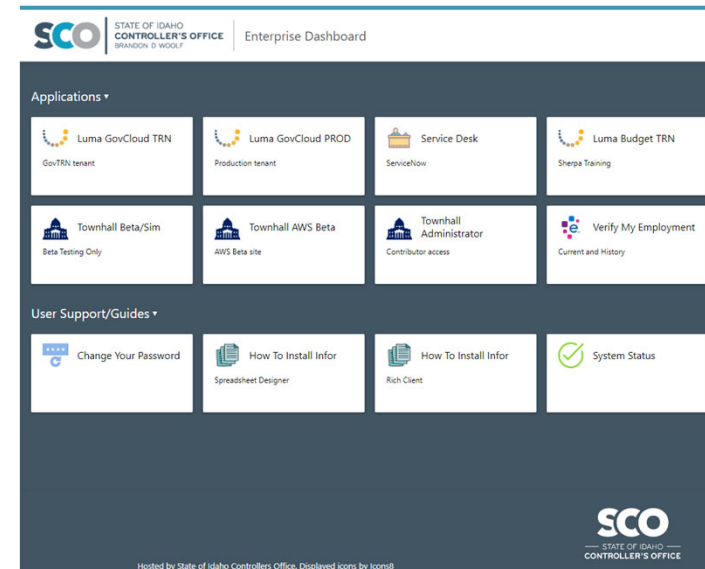 SCO
STATE OF IDAHO
CONTROLLER'S OFFICE
BRANDON D WOOLF
Enterprise Dashboard
Applications ▾
Luma GovCloud TRN
GovTRN tenant
Luma GovCloud PROD
Production tenant
Service Desk
ServiceNow
Luma Budget TRN
Sherpa Training
Townhall Beta/Sim
Beta Testing Only
Townhall AWS Beta
AWS Beta site
Townhall
Administrator
Contributor access
e
Verify My Employment
Current and History
User Support/Guides ▾
Change Your Password
How To Install Infor
Spreadsheet Designer
How To Install Infor
Rich Client
System Status
SCO
STATE OF IDAHO
CONTROLLER'S OFFICE
Hosted by State of Idaho Controllers Office. Displayed icons by Icons8